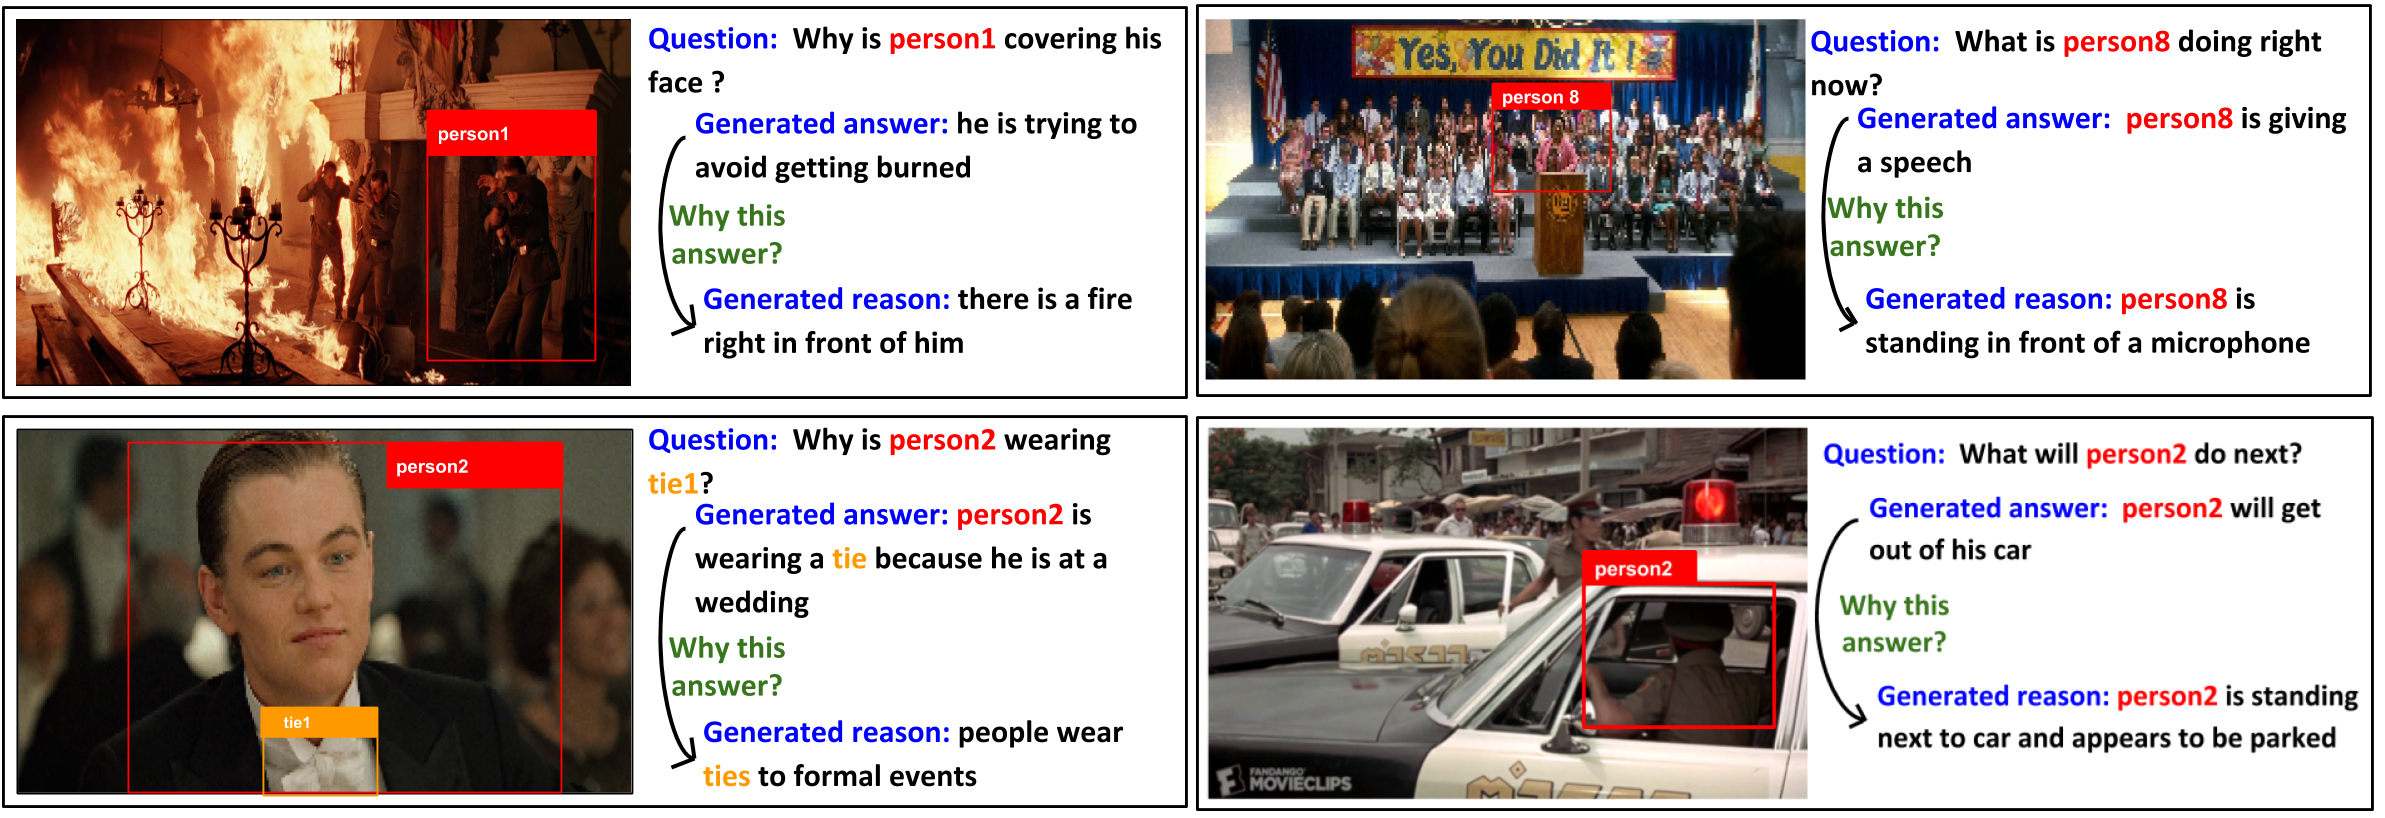 person1
Question: Why is person1 covering his
face ?
Generated answer: he is trying to
avoid getting burned
Why this
answer?
Generated reason: there is a fire
right in front of him
Yes, You Did It !
person 8
Question: What is person8 doing right
now?
Generated answer: person8 is giving
a speech
Why this
answer?
Generated reason: person8 is
standing in front of a microphone
person2
tie1
Question: Why is person2 wearing
tie1?
Generated answer: person2 is
wearing a tie because he is at a
wedding
Why this
answer?
Generated reason: people wear
ties to formal events
person2
FANDANGO
MOVIECLIPS
Question: What will person2 do next?
Generated answer: person2 will get
out of his car
Why this
answer?
Generated reason: person2 is standing
next to car and appears to be parked